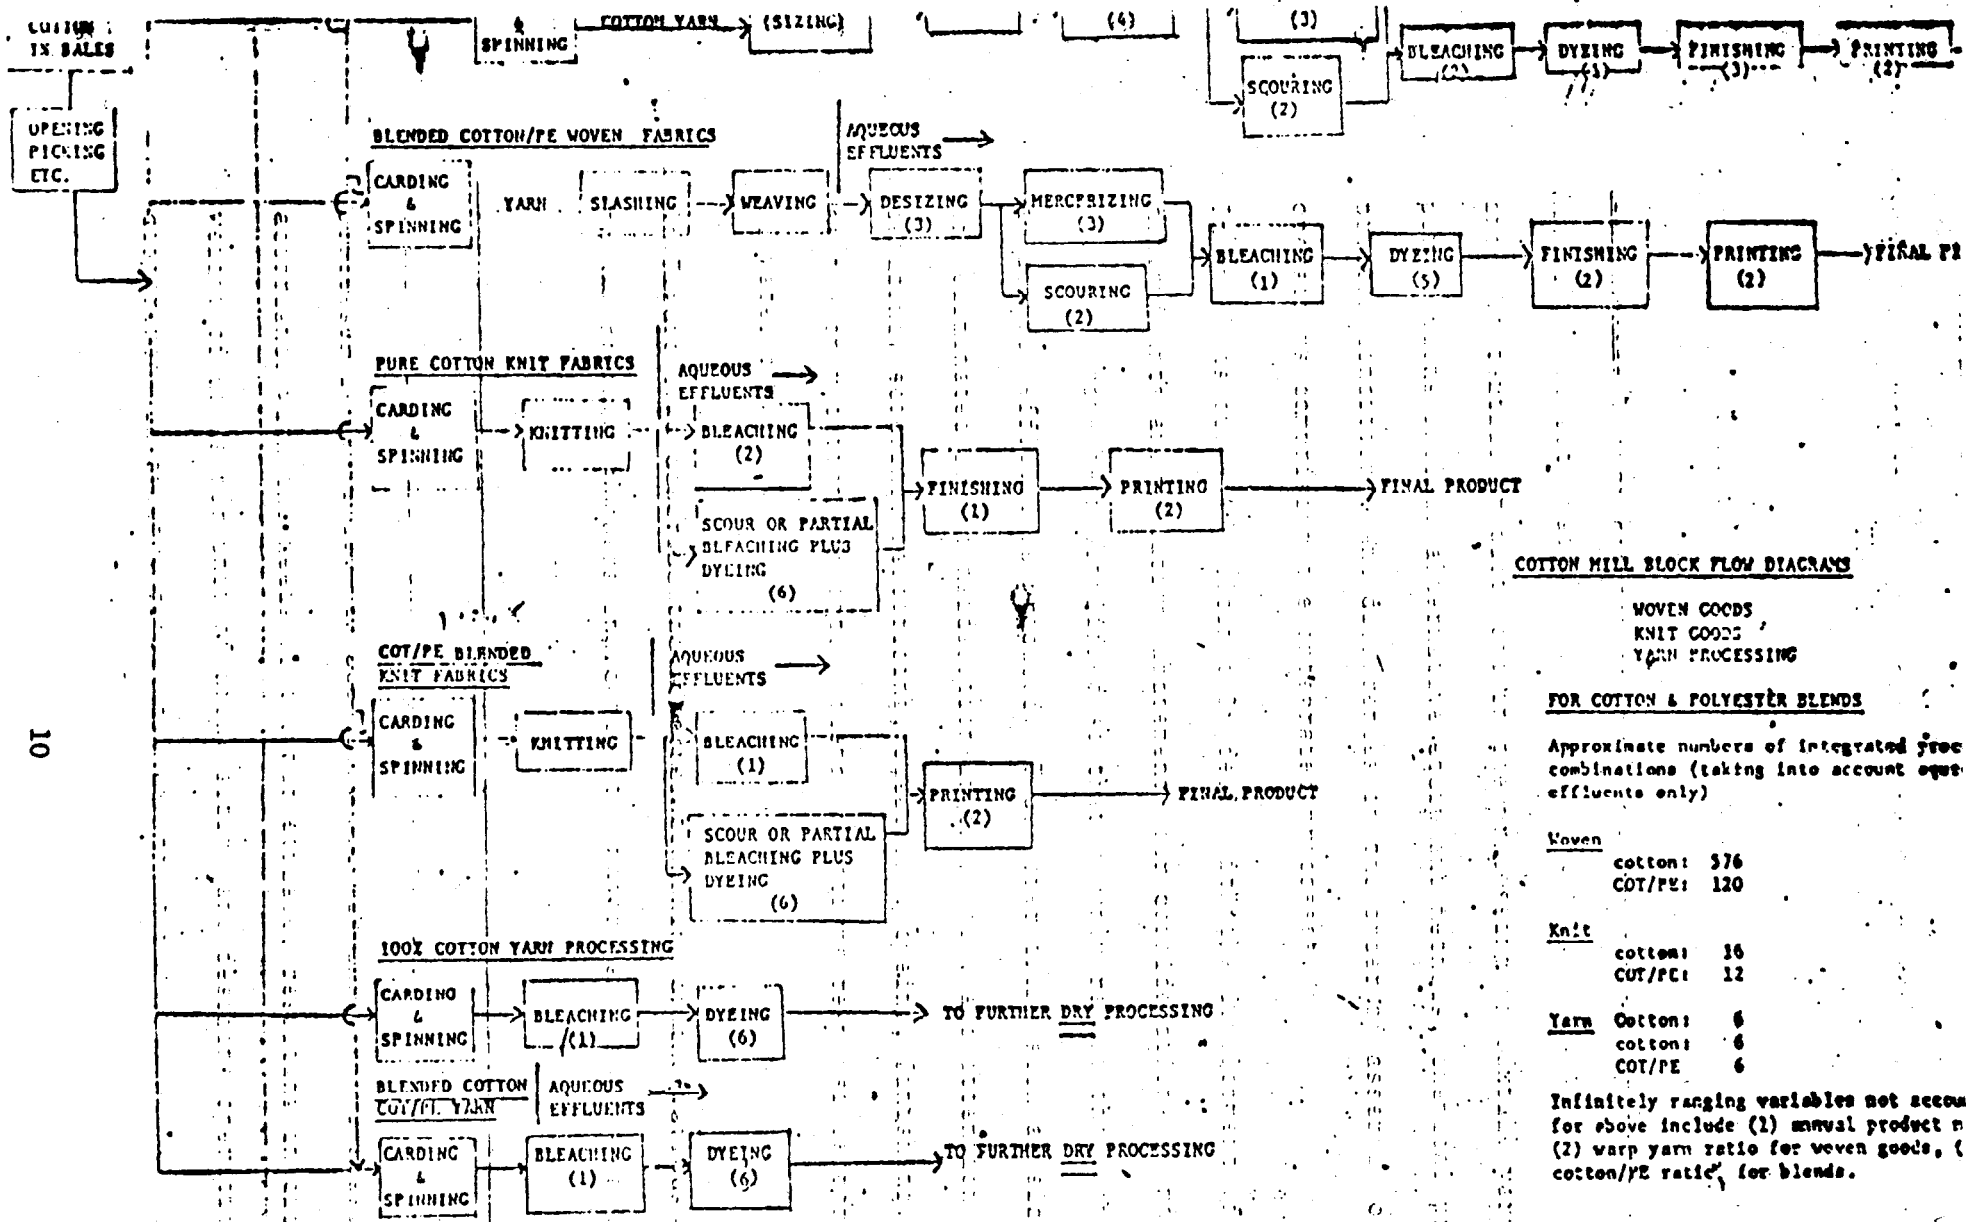 IN BALES
&
SPINNING
COTTON YARN
(SIZING)
(4)
(3)
SCOURING
(2)
BLEACHING
DYEING
FINISHING
(3)
PRINTING
(2)
OPENING
PICKING
ETC.
BLENDED COTTON/PE WOVEN FABRICS
AQUEOUS
EFFLUENTS
CARDING
&
SPINNING
YARN
SLASHING
WEAVING
DESIZING
(3)
MERCERIZING
(3)
SCOURING
(2)
BLEACHING
(1)
DYEING
(5)
FINISHING
(2)
PRINTING
(2)
FINAL PR
PURE COTTON KNIT FABRICS
AQUEOUS
EFFLUENTS
CARDING
&
SPINNING
KNITTING
BLEACHING
(2)
SCOUR OR PARTIAL
BLEACHING PLUS
DYEING
(6)
FINISHING
(1)
PRINTING
(2)
FINAL PRODUCT
COT/PE BLENDED
KNIT FABRICS
AQUEOUS
EFFLUENTS
CARDING
&
SPINNING
KNITTING
BLEACHING
(1)
SCOUR OR PARTIAL
BLEACHING PLUS
DYEING
(6)
PRINTING
(2)
FINAL PRODUCT
100% COTTON YARN PROCESSING
CARDING
&
SPINNING
BLEACHING
(1)
DYEING
(6)
TO FURTHER DRY PROCESSING
BLENDED COTTON
COT/PE YARN
AQUEOUS
EFFLUENTS
CARDING
&
SPINNING
BLEACHING
(1)
DYEING
(6)
TO FURTHER DRY PROCESSING
COTTON MILL BLOCK FLOW DIAGRAMS
WOVEN GOODS
KNIT GOODS
YARN PROCESSING
FOR COTTON & POLYESTER BLENDS
Approximate numbers of integrated proc
combinations (taking into account aque
effluents only)
Woven
cotton: 576
COT/PE: 120
Knit
cotton: 16
COT/PE: 12
Yarn Cotton: 6
cotton: 6
COT/PE 6
Infinitely ranging variables not accou
for above include (1) annual product m
(2) warp yarn ratio for woven goods, (
cotton/PE ratio, for blends.
10